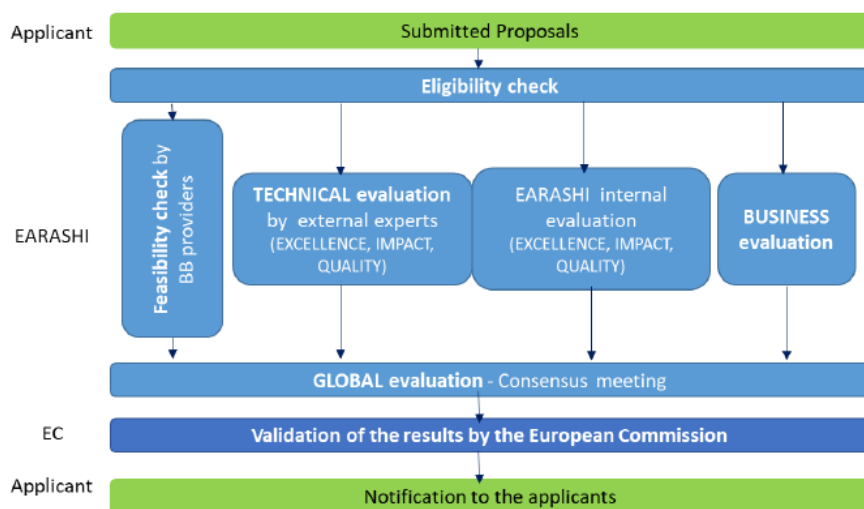 Applicant
Submitted Proposals
Eligibility check
EARASHI
Feasibility check by
BB providers
TECHNICAL evaluation
by external experts
(EXCELLENCE, IMPACT,
QUALITY)
EARASHI internal
evaluation
(EXCELLENCE, IMPACT,
QUALITY)
BUSINESS
evaluation
GLOBAL evaluation - Consensus meeting
EC
Validation of the results by the European Commission
Applicant
Notification to the applicants